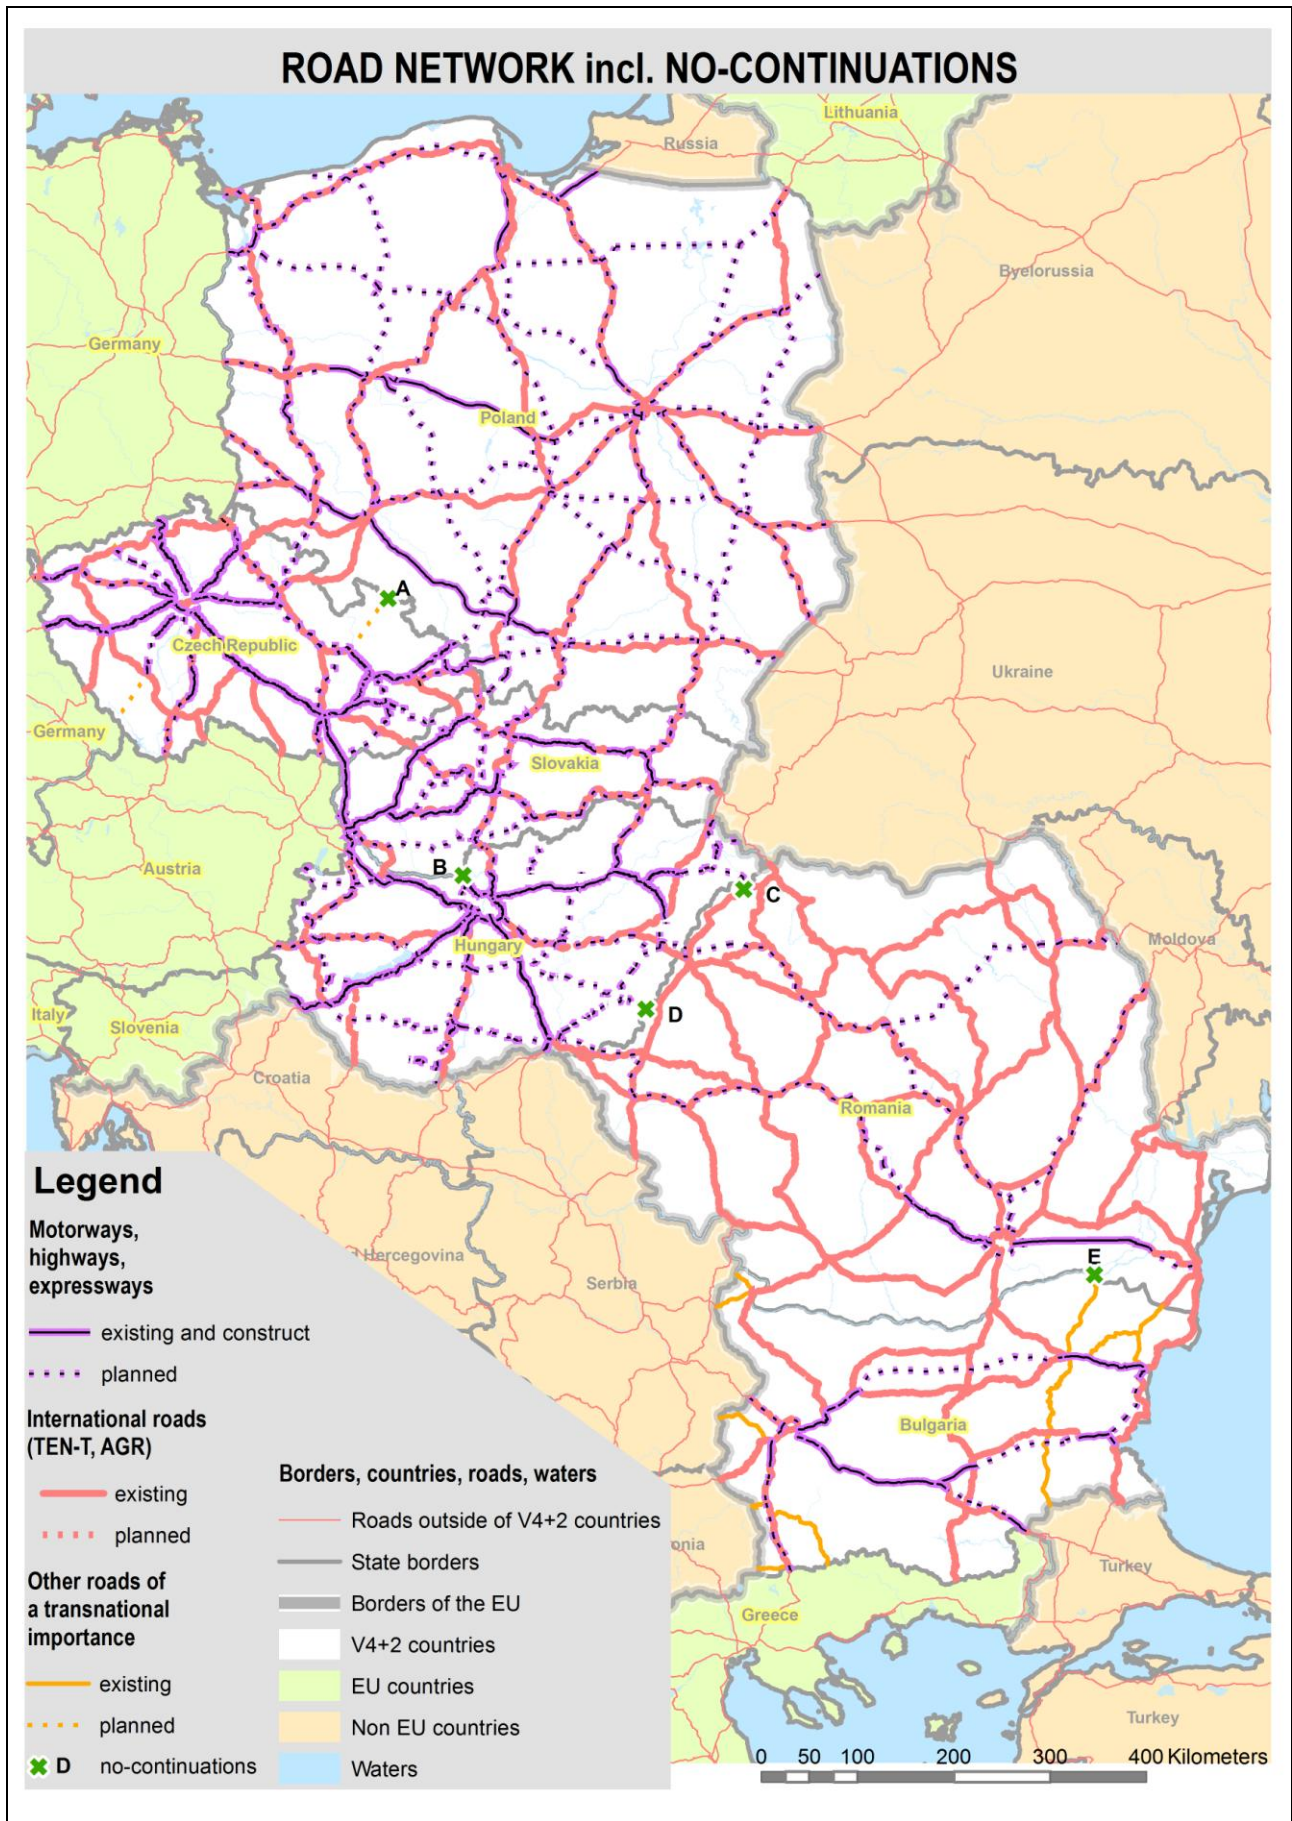 ROAD NETWORK incl. NO-CONTINUATIONS
Lithuania
Russia
Byelorussia
Germany
Poland
A
Czech Republic
Ukraine
Germany
Slovakia
Austria
B
C
Hungary
Moldova
Italy
Slovenia
D
Croatia
Romania
Hercegovina
Serbia
E
Bulgaria
onia
Turkey
Greece
Turkey
Legend
Motorways,
highways,
expressways
existing and construct
planned
International roads
(TEN-T, AGR)
existing
planned
Other roads of
a transnational
importance
existing
planned
D no-continuations
Borders, countries, roads, waters
Roads outside of V4+2 countries
State borders
Borders of the EU
V4+2 countries
EU countries
Non EU countries
Waters
0 50 100 200 300 400 Kilometers